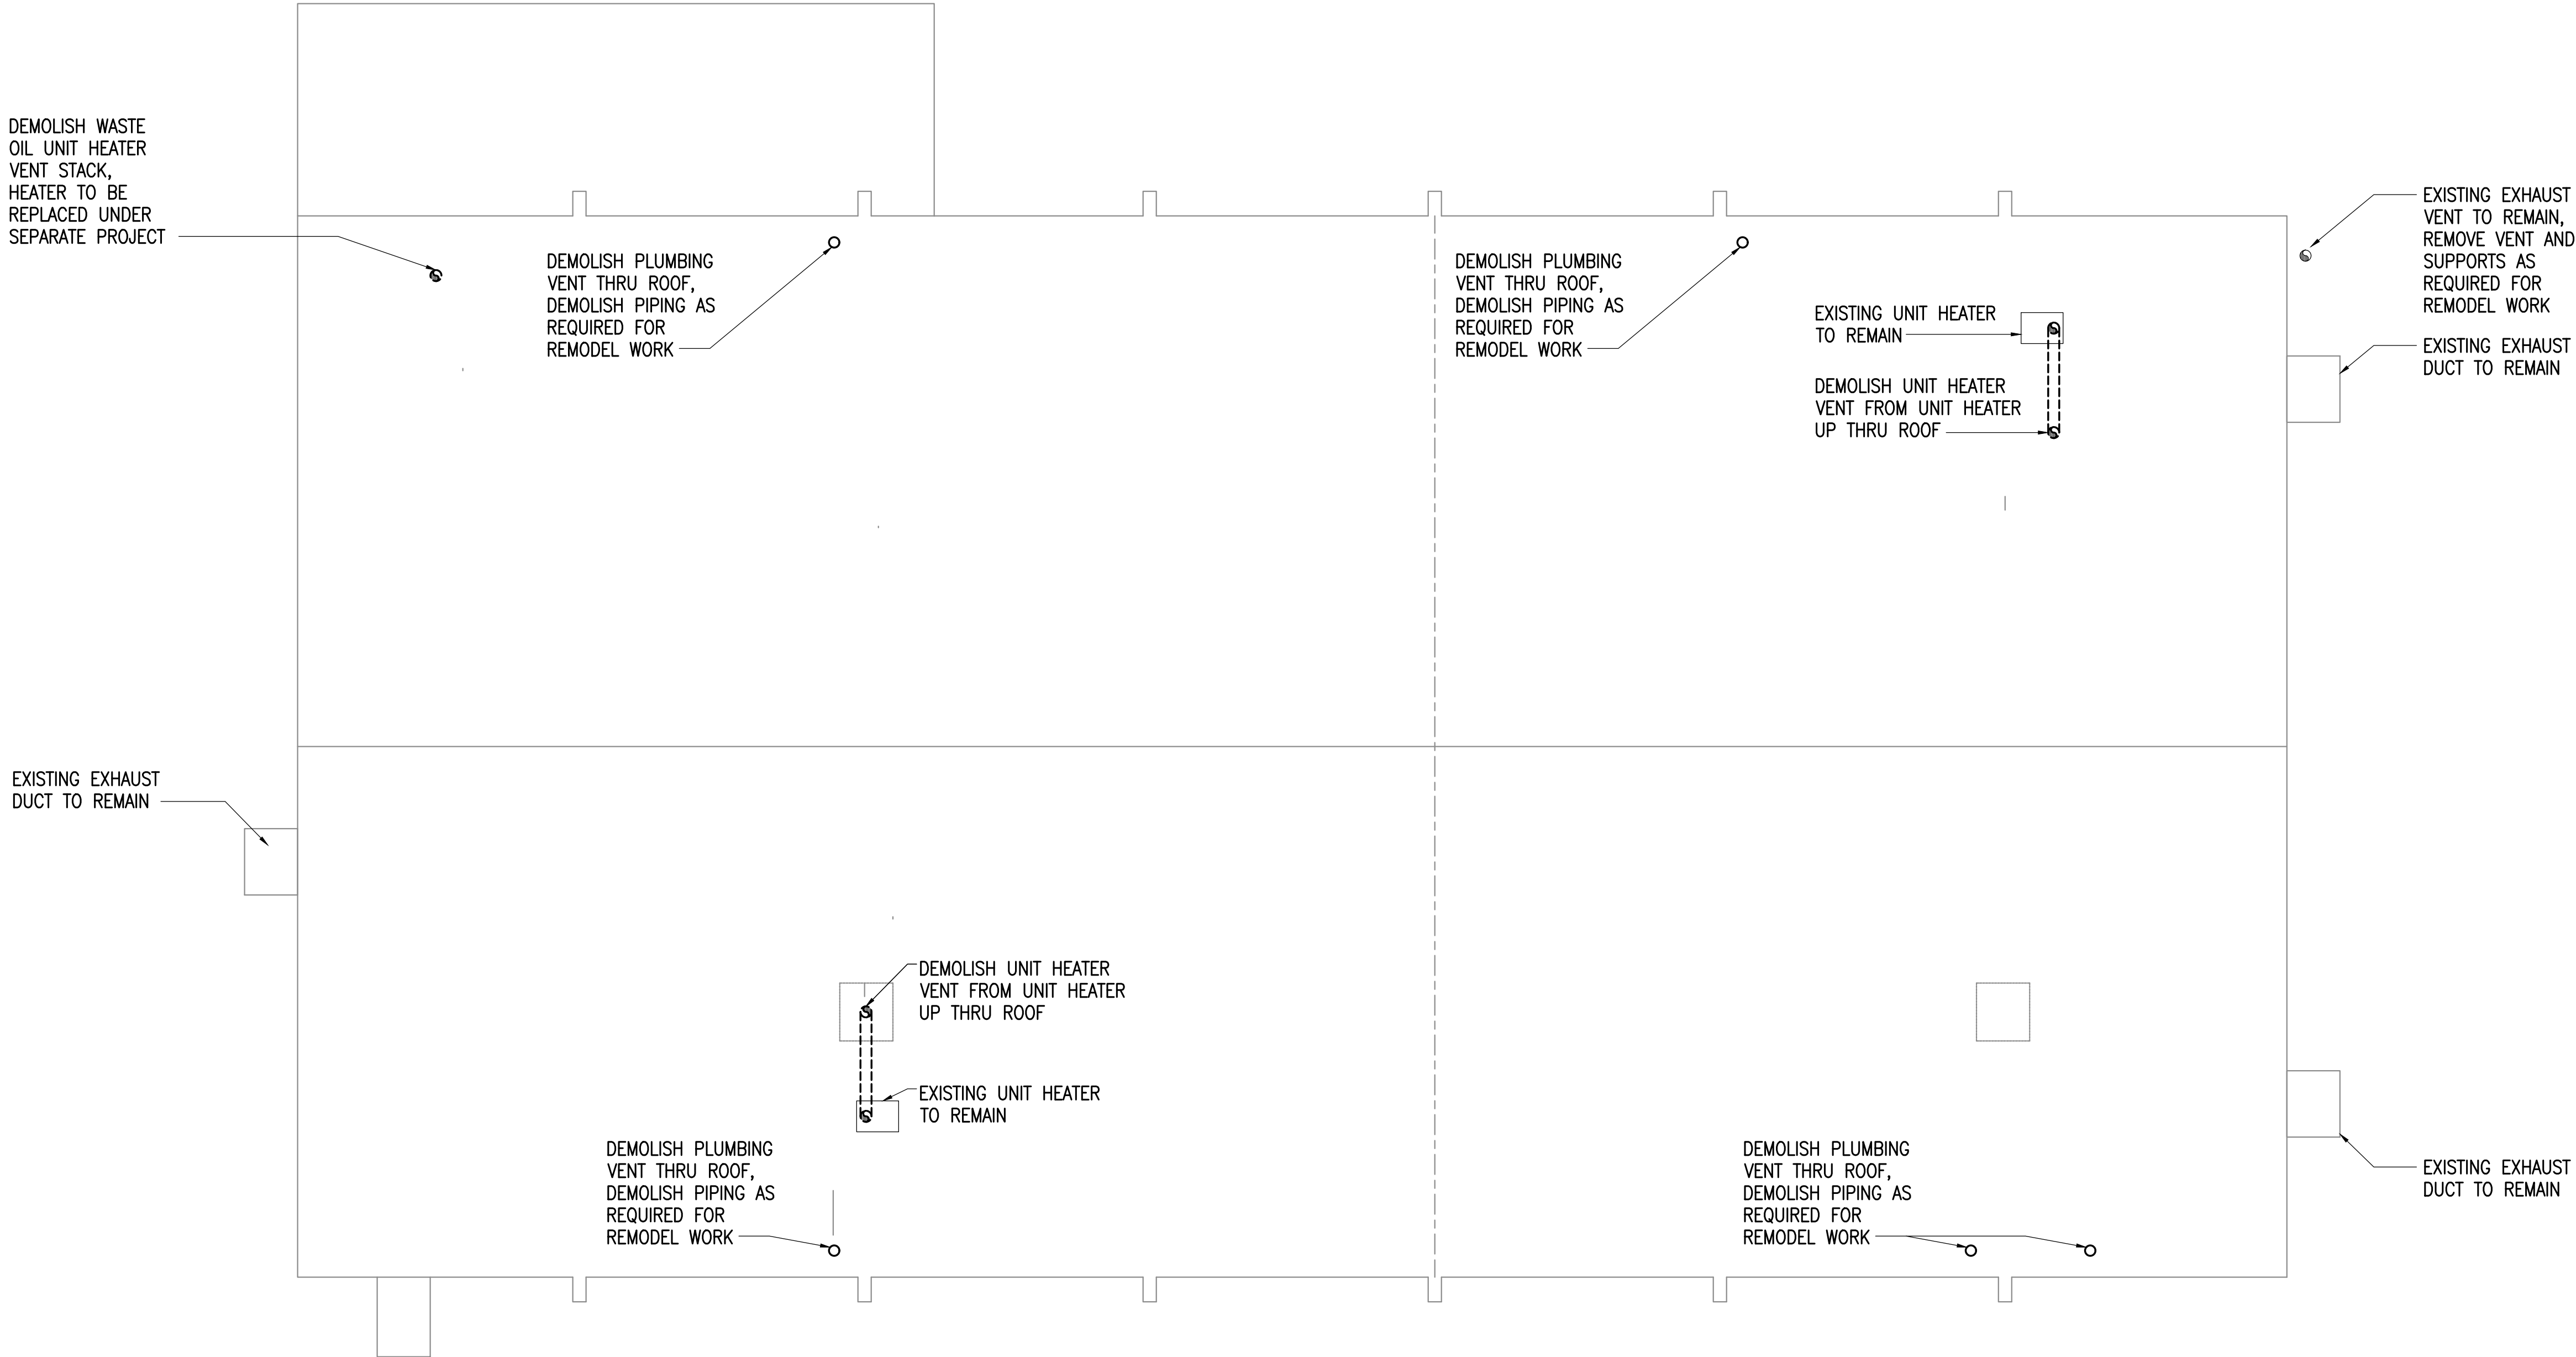 DEMOLISH WASTE
OIL UNIT HEATER
VENT STACK,
HEATER TO BE
REPLACED UNDER
SEPARATE PROJECT
DEMOLISH PLUMBING
VENT THRU ROOF,
DEMOLISH PIPING AS
REQUIRED FOR
REMODEL WORK
DEMOLISH PLUMBING
VENT THRU ROOF,
DEMOLISH PIPING AS
REQUIRED FOR
REMODEL WORK
EXISTING UNIT HEATER
TO REMAIN
DEMOLISH UNIT HEATER
VENT FROM UNIT HEATER
UP THRU ROOF
EXISTING EXHAUST
VENT TO REMAIN,
REMOVE VENT AND
SUPPORTS AS
REQUIRED FOR
REMODEL WORK
EXISTING EXHAUST
DUCT TO REMAIN
EXISTING EXHAUST
DUCT TO REMAIN
DEMOLISH UNIT HEATER
VENT FROM UNIT HEATER
UP THRU ROOF
EXISTING UNIT HEATER
TO REMAIN
DEMOLISH PLUMBING
VENT THRU ROOF,
DEMOLISH PIPING AS
REQUIRED FOR
REMODEL WORK
DEMOLISH PLUMBING
VENT THRU ROOF,
DEMOLISH PIPING AS
REQUIRED FOR
REMODEL WORK
EXISTING EXHAUST
DUCT TO REMAIN